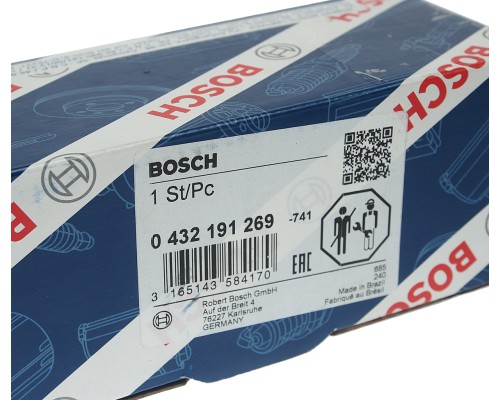 BOSCH
BOSCH
BOSCH
BOSCH
1 St/Pc
0 432 191 269
-741
3 165143 584170
EAC
Robert Bosch GmbH
Auf der Breit 4
76227 Karlsruhe
GERMANY
685
240
Made in Brazil
Fabriqué au Brésil